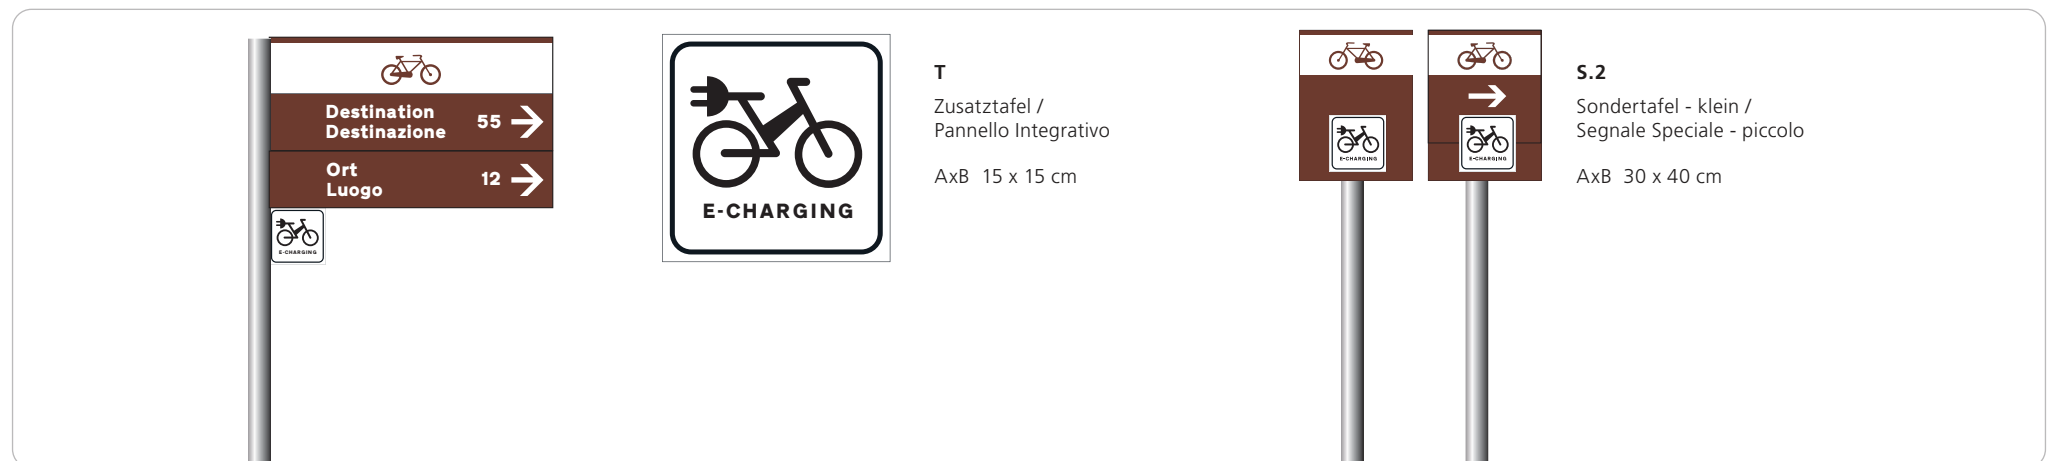 Destination
Destinazione
55
Ort
Luogo
12
E-CHARGING
E-CHARGING
T
Zusatztafel /
Pannello Integrativo
AxB 15 x 15 cm
E-CHARGING
E-CHARGING
S.2
Sondertafel - klein /
Segnale Speciale - piccolo
AxB 30 x 40 cm